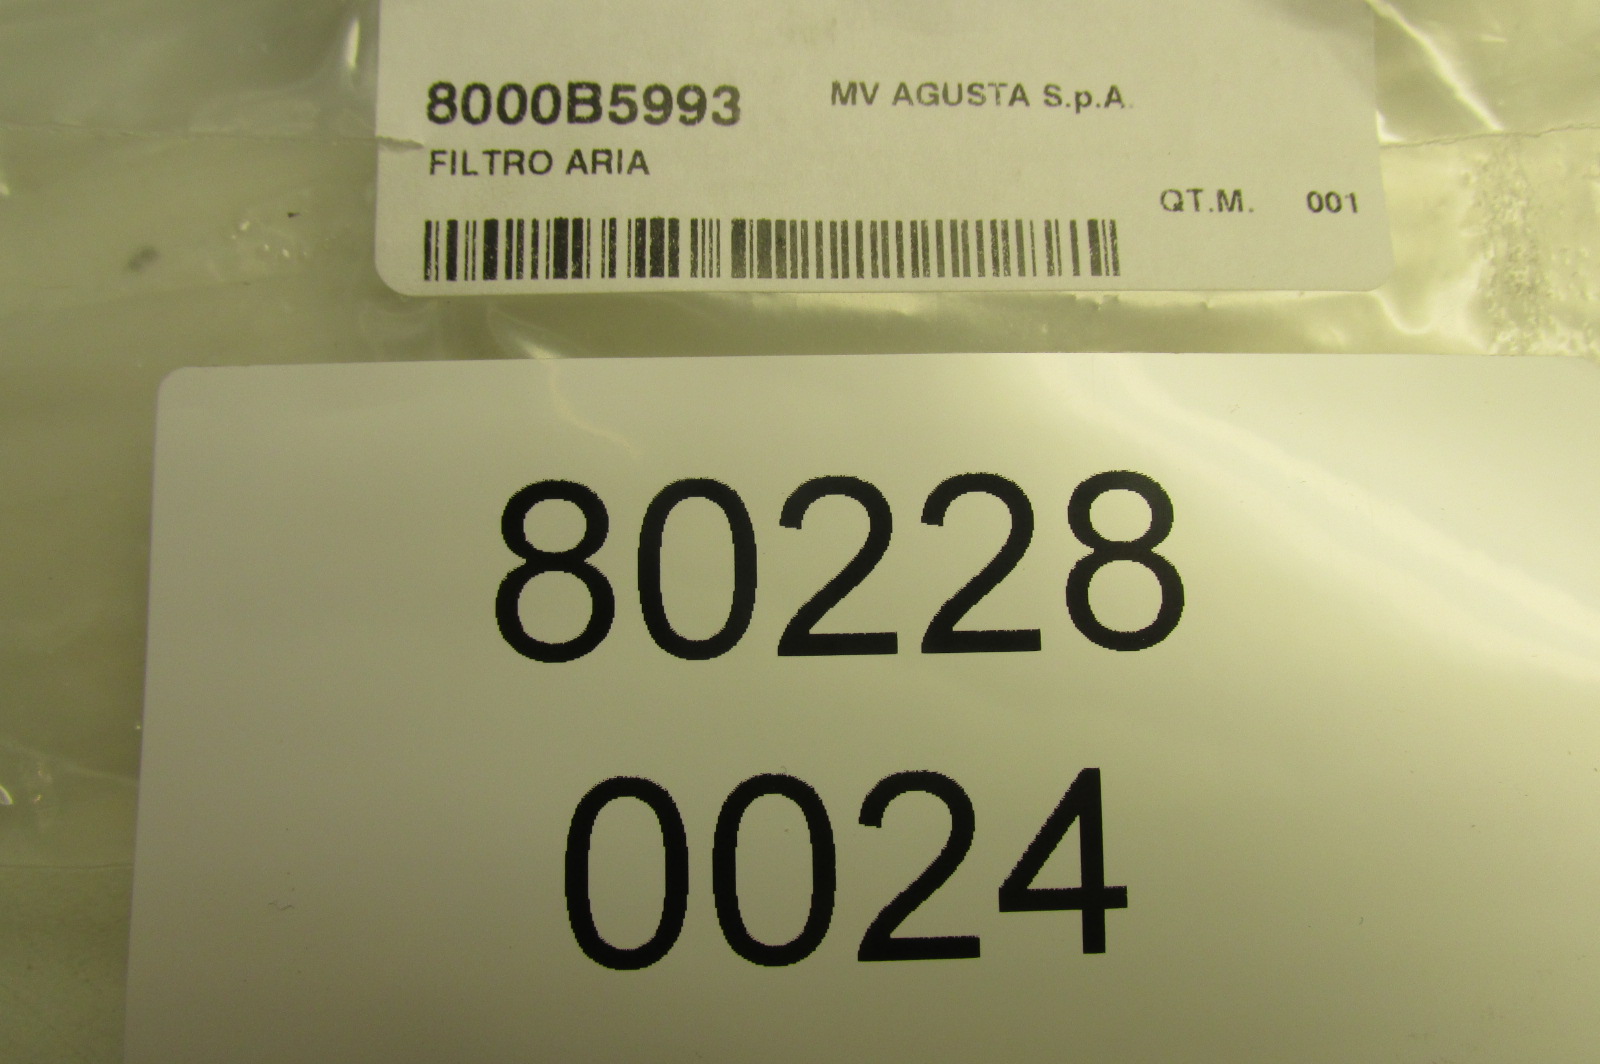 8000B5993 MV AGUSTA S.p.A.
FILTRO ARIA
QT.M. 001
80228
0024